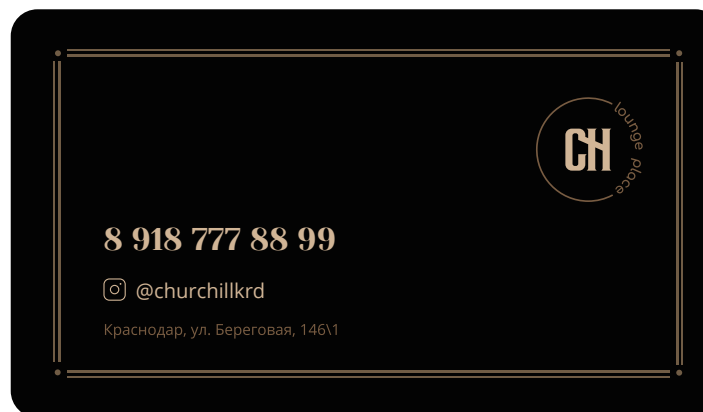 CH
lounge place
8 918 777 88 99
@churchillkrd
Краснодар, ул. Береговая, 146\1